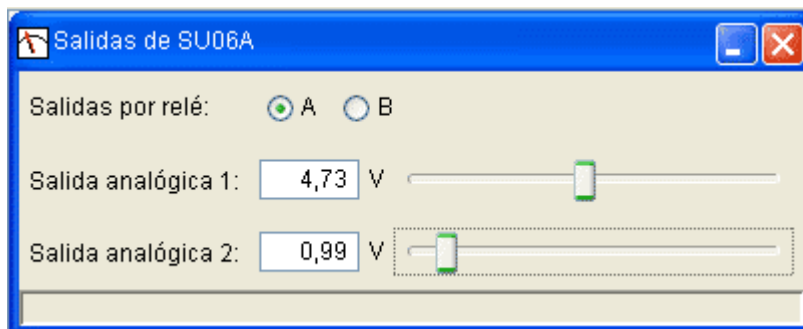 Salidas de SU06A
Salidas por relé: A B
Salida analógica 1: 4,73 V
Salida analógica 2: 0,99 V